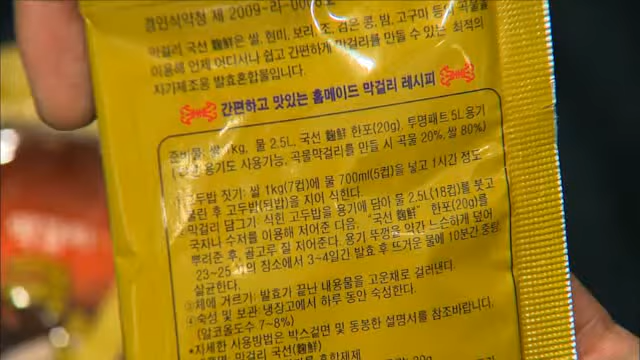 경인식약청 제 2009-라-
막걸리 국선 麴鮮은 쌀, 현미, 보리, 조, 검은 콩, 밤, 고구미 등의 곡물을
이용해 언제 어디서나 쉽고 간편하게 막걸리를 만들 수 있는 최적의
자가제조용 발효혼합물입니다.
간편하고 맛있는 홈메이드 막걸리 레시피
준비물: 쌀 1kg, 물 2.5L, 국선 麴鮮 한포(20g), 투명패트 5L용기
용기도 사용가능, 곡물막걸리를 만들 시 곡물 20%, 쌀 80%)
고두밥 짓기: 쌀 1kg(7컵)에 물 700ml(5컵)을 넣고 1시간 정도
불린 후 고두밥(된밥)을 지어 식힌다.
막걸리 담그기: 식힌 고두밥을 용기에 담아 물 2.5L(18컵)를 붓고
국자나 수저를 이용해 저어준 다음, "국선 麴鮮" 한포(20g)를
뿌려준 후, 골고루 잘 저어준다. 용기 뚜껑을 약간 느슨하게 덮어
23~25 의 장소에서 3~4일간 발효 후 뜨거운 물에 10분간 중탕
살균한다.
③체에 거르기: 발효가 끝난 내용물을 고운체로 걸러낸다.
④숙성 및 보관: 냉장고에서 하루 동안 숙성한다.
(알코올도수 7~8%)
*자세한 사용방법은 박스겉면 및 동봉한 설명서를 참조바랍니다.
막걸리 국선(麴鮮)